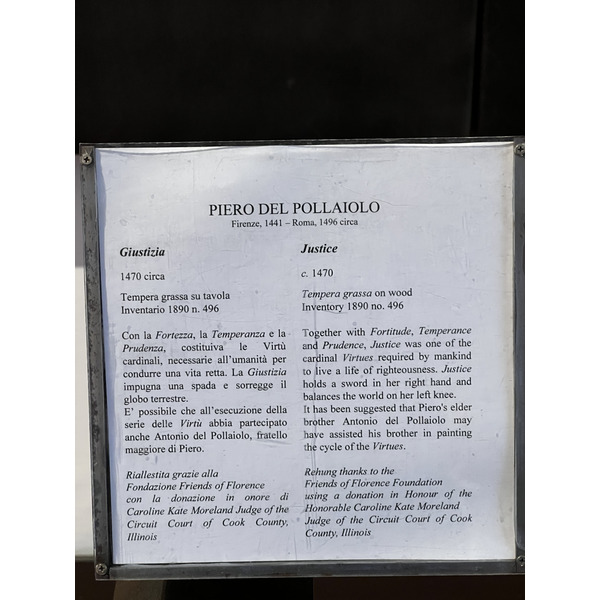 PIERO DEL POLLAIOLO
Firenze, 1441 – Roma, 1496 circa
Giustizia
1470 circa
Tempera grassa su tavola
Inventario 1890 n. 496
Con la Fortezza, la Temperanza e la
Prudenza, costituiva le Virtù
cardinali, necessarie all'umanità per
condurre una vita retta. La Giustizia
impugna una spada e sorregge il
globo terrestre.
E' possibile che all'esecuzione della
serie delle Virtù abbia partecipato
anche Antonio del Pollaiolo, fratello
maggiore di Piero.
Riallestita grazie alla
Fondazione Friends of Florence
con la donazione in onore di
Caroline Kate Moreland Judge of the
Circuit Court of Cook County,
Illinois
Justice
c. 1470
Tempera grassa on wood
Inventory 1890 no. 496
Together with Fortitude, Temperance
and Prudence, Justice was one of the
cardinal Virtues required by mankind
to live a life of righteousness. Justice
holds a sword in her right hand and
balances the world on her left knee.
It has been suggested that Piero's elder
brother Antonio del Pollaiolo may
have assisted his brother in painting
the cycle of the Virtues.
Rehung thanks to the
Friends of Florence Foundation
using a donation in Honour of the
Honorable Caroline Kate Moreland
Judge of the Circuit Court of Cook
County, Illinois